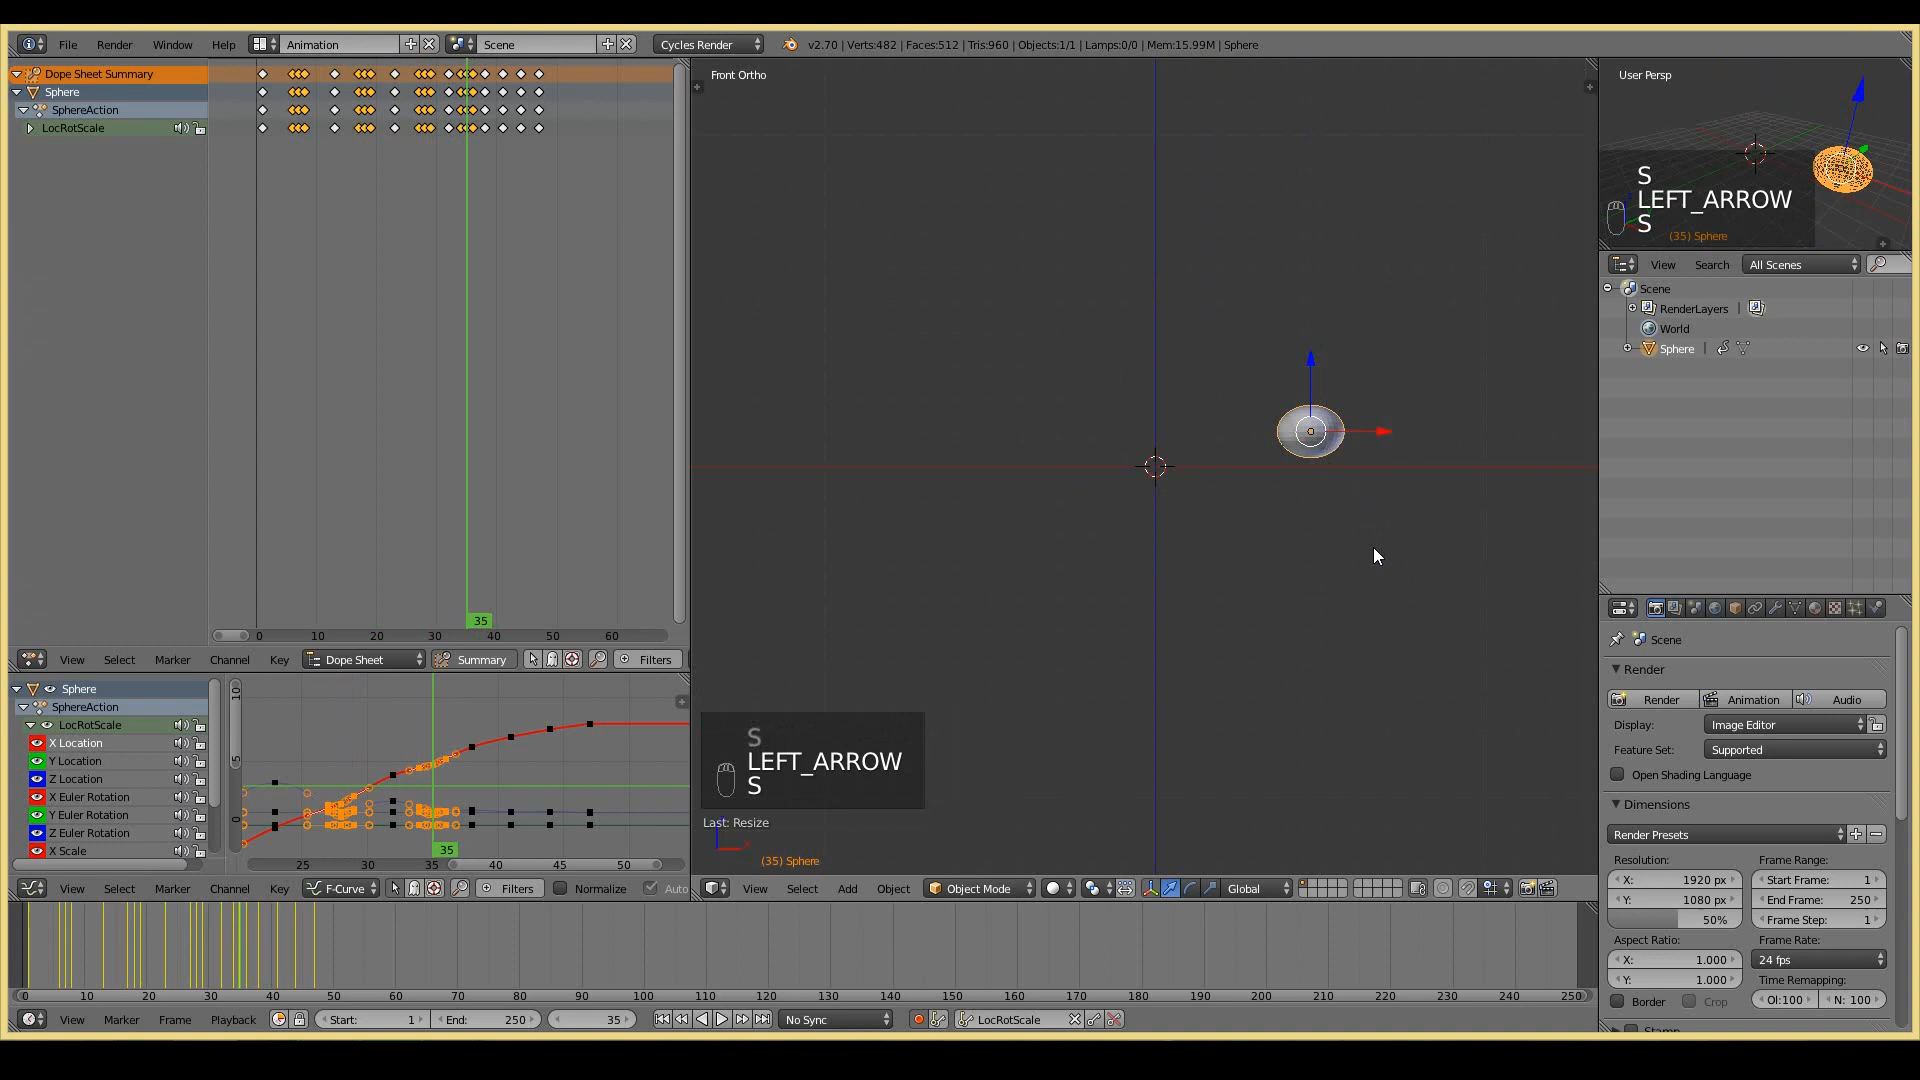 File Render Window Help Animation Scene Cycles Render v2.70 | Verts:482 | Faces:512 | Tris:960 | Objects:1/1 | Lamps:0/0 | Mem:15.99M | Sphere
Dope Sheet Summary
Sphere
SphereAction
LocRotScale
35
0 10 20 30 40 50 60
View Select Marker Channel Key Dope Sheet Summary Filters
Sphere
SphereAction
LocRotScale
X Location
Y Location
Z Location
X Euler Rotation
Y Euler Rotation
Z Euler Rotation
X Scale
10
5
0
35
25 30 35 40 45 50
View Select Marker Channel Key F-Curve Filters Normalize Auto
Front Ortho
S
LEFT_ARROW
S
Last: Resize
(35) Sphere
View Select Add Object Object Mode Global
User Persp
S
LEFT_ARROW
S
(35) Sphere
View Search All Scenes
Scene
RenderLayers |
World
Sphere |
Scene
Render
Render Animation Audio
Display: Image Editor
Feature Set: Supported
Open Shading Language
Dimensions
Render Presets
Resolution: Frame Range:
X: 1920 px Start Frame: 1
Y: 1080 px End Frame: 250
50% Frame Step: 1
Aspect Ratio: Frame Rate:
X: 1.000 24 fps
Y: 1.000 Time Remapping:
Border Crop Ol:100 N: 100
Stamp
0 10 20 30 40 50 60 70 80 90 100 110 120 130 140 150 160 170 180 190 200 210 220 230 240 250
View Marker Frame Playback Start: 1 End: 250 35 No Sync LocRotScale